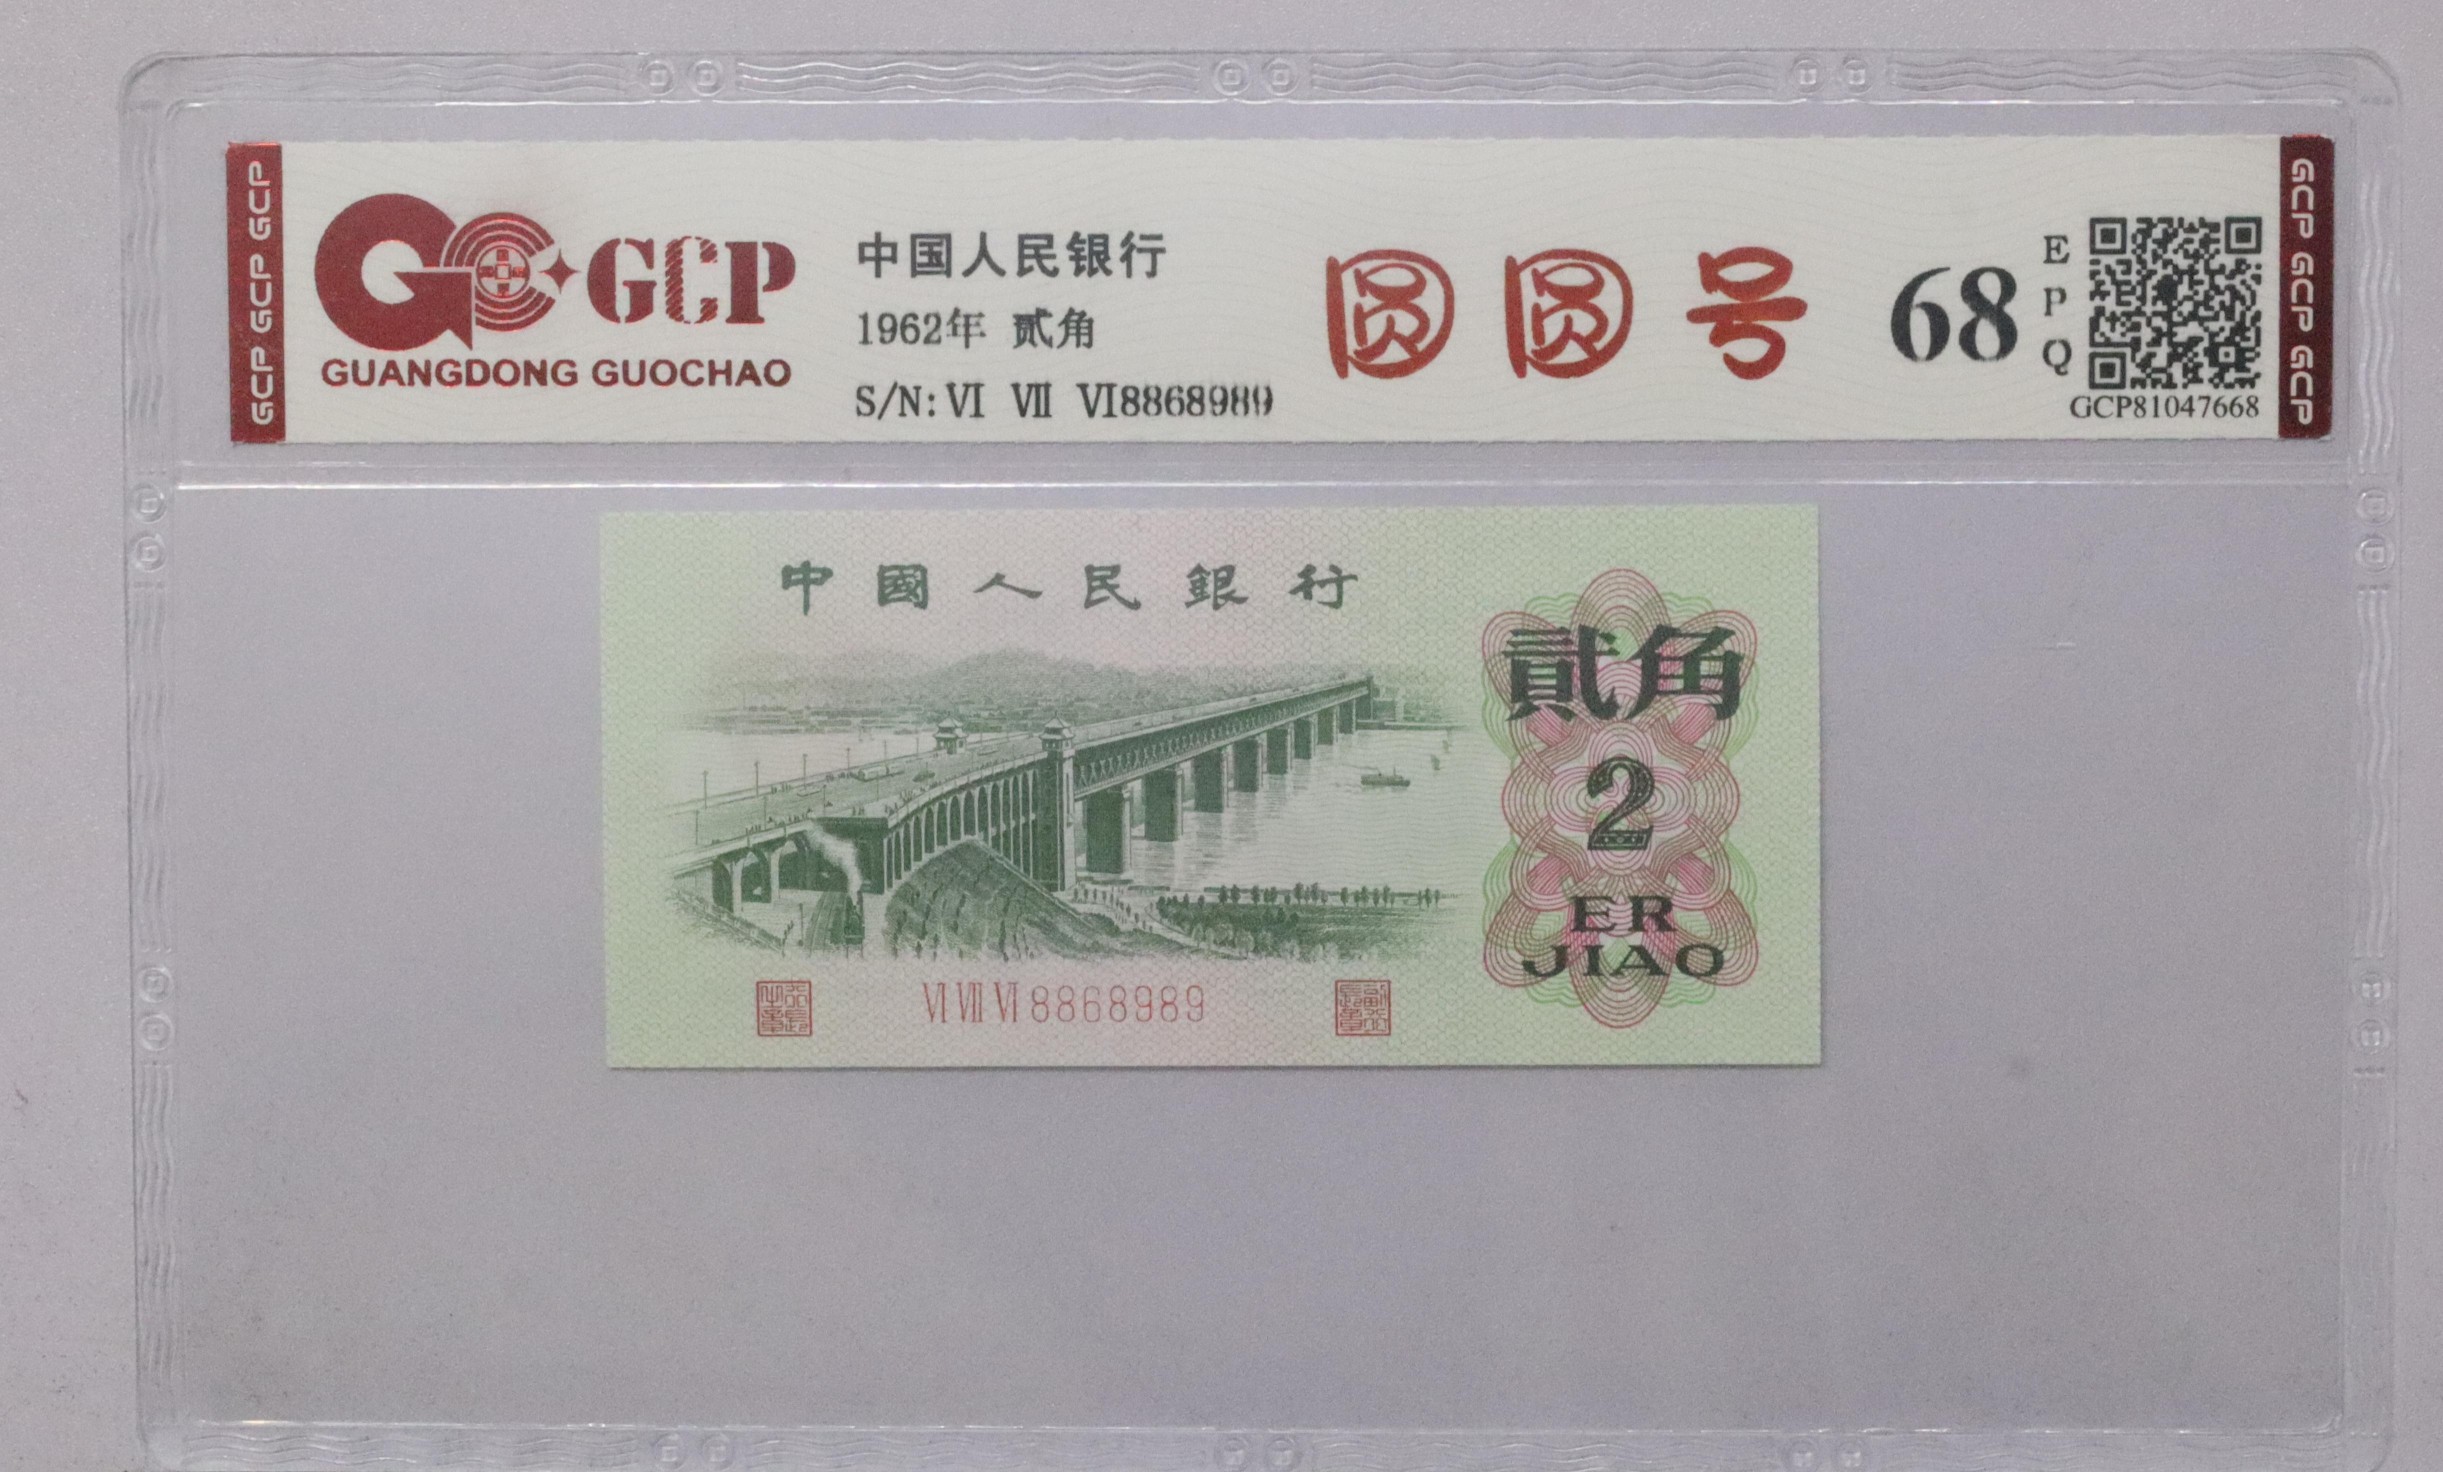 GCP GCP GCP
GCP
GUANGDONG GUOCHAO
中国人民银行
1962年 贰角
S/N: VI VII VI8868989
圆圆号
68
EPQ
GCP81047668
GCP GCP GCP
中國人民銀行
貳角
2
ER
JIAO
VI VII VI 8868989